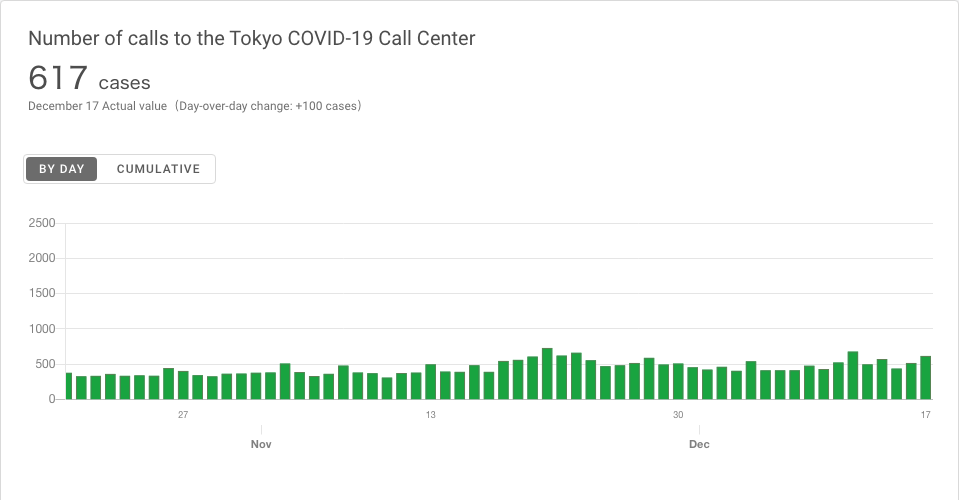 Number of calls to the Tokyo COVID-19 Call Center
617 cases
December 17 Actual value（Day-over-day change: +100 cases）
BY DAY CUMULATIVE
2500
2000
1500
1000
500
0
27 13 30 17
Nov Dec